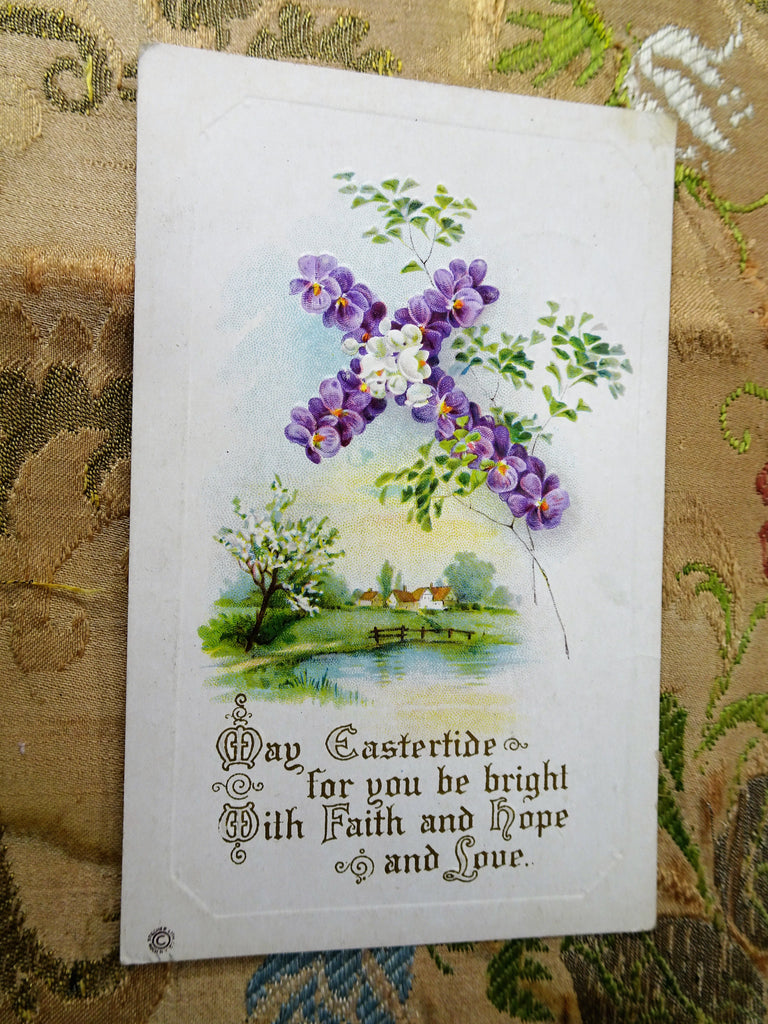 May Eastertide
for you be bright
With Faith and Hope
and Love.
©